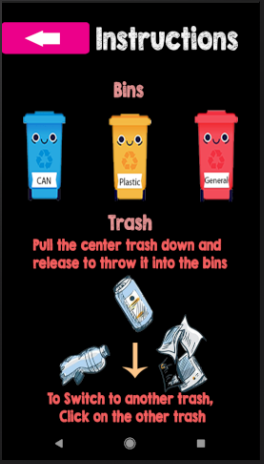 Instructions
Bins
CAN
Plastic
General
Trash
Pull the center trash down and
release to throw it into the bins
To Switch to another trash,
Click on the other trash